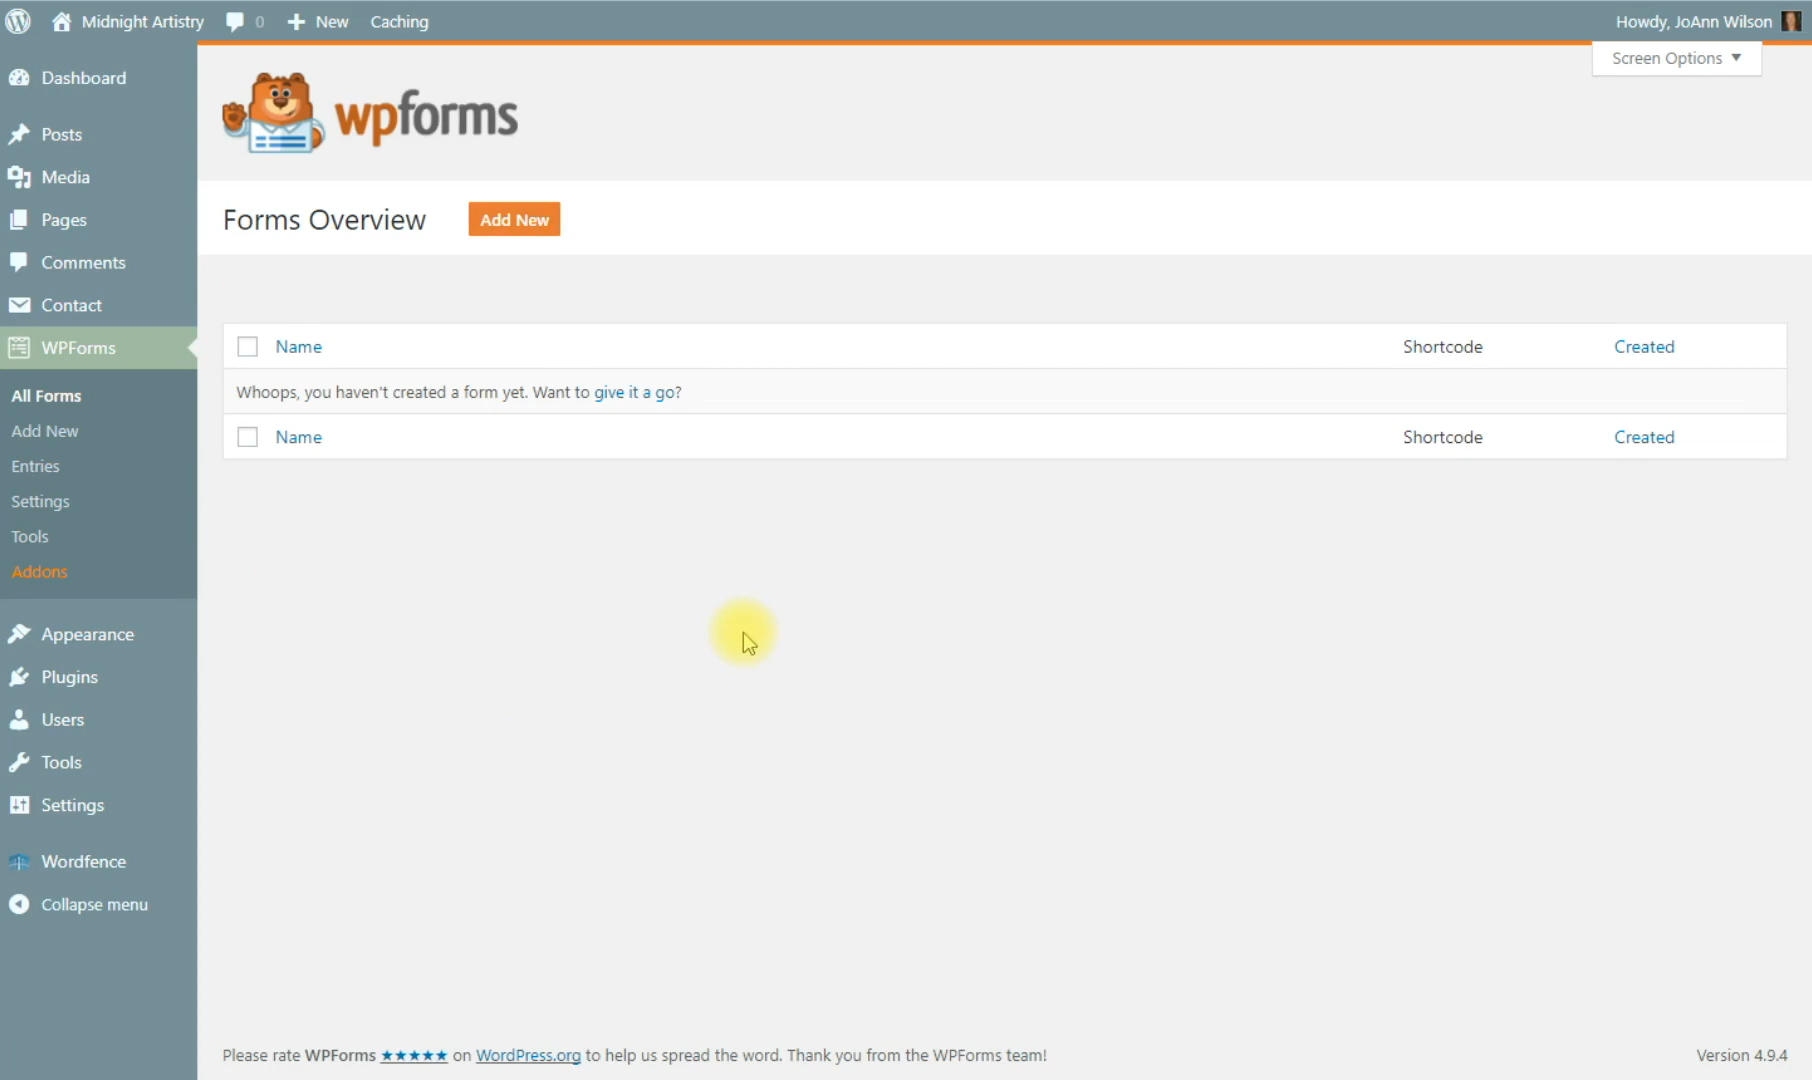 Midnight Artistry 0 New Caching Howdy, JoAnn Wilson
Screen Options
Dashboard
Posts
Media
Pages
Comments
Contact
WPForms
All Forms
Add New
Entries
Settings
Tools
Addons
Appearance
Plugins
Users
Tools
Settings
Wordfence
Collapse menu
wpforms
Forms Overview Add New
Name Shortcode Created
Whoops, you haven't created a form yet. Want to give it a go?
Name Shortcode Created
Please rate WPForms ★★★★★ on WordPress.org to help us spread the word. Thank you from the WPForms team! Version 4.9.4